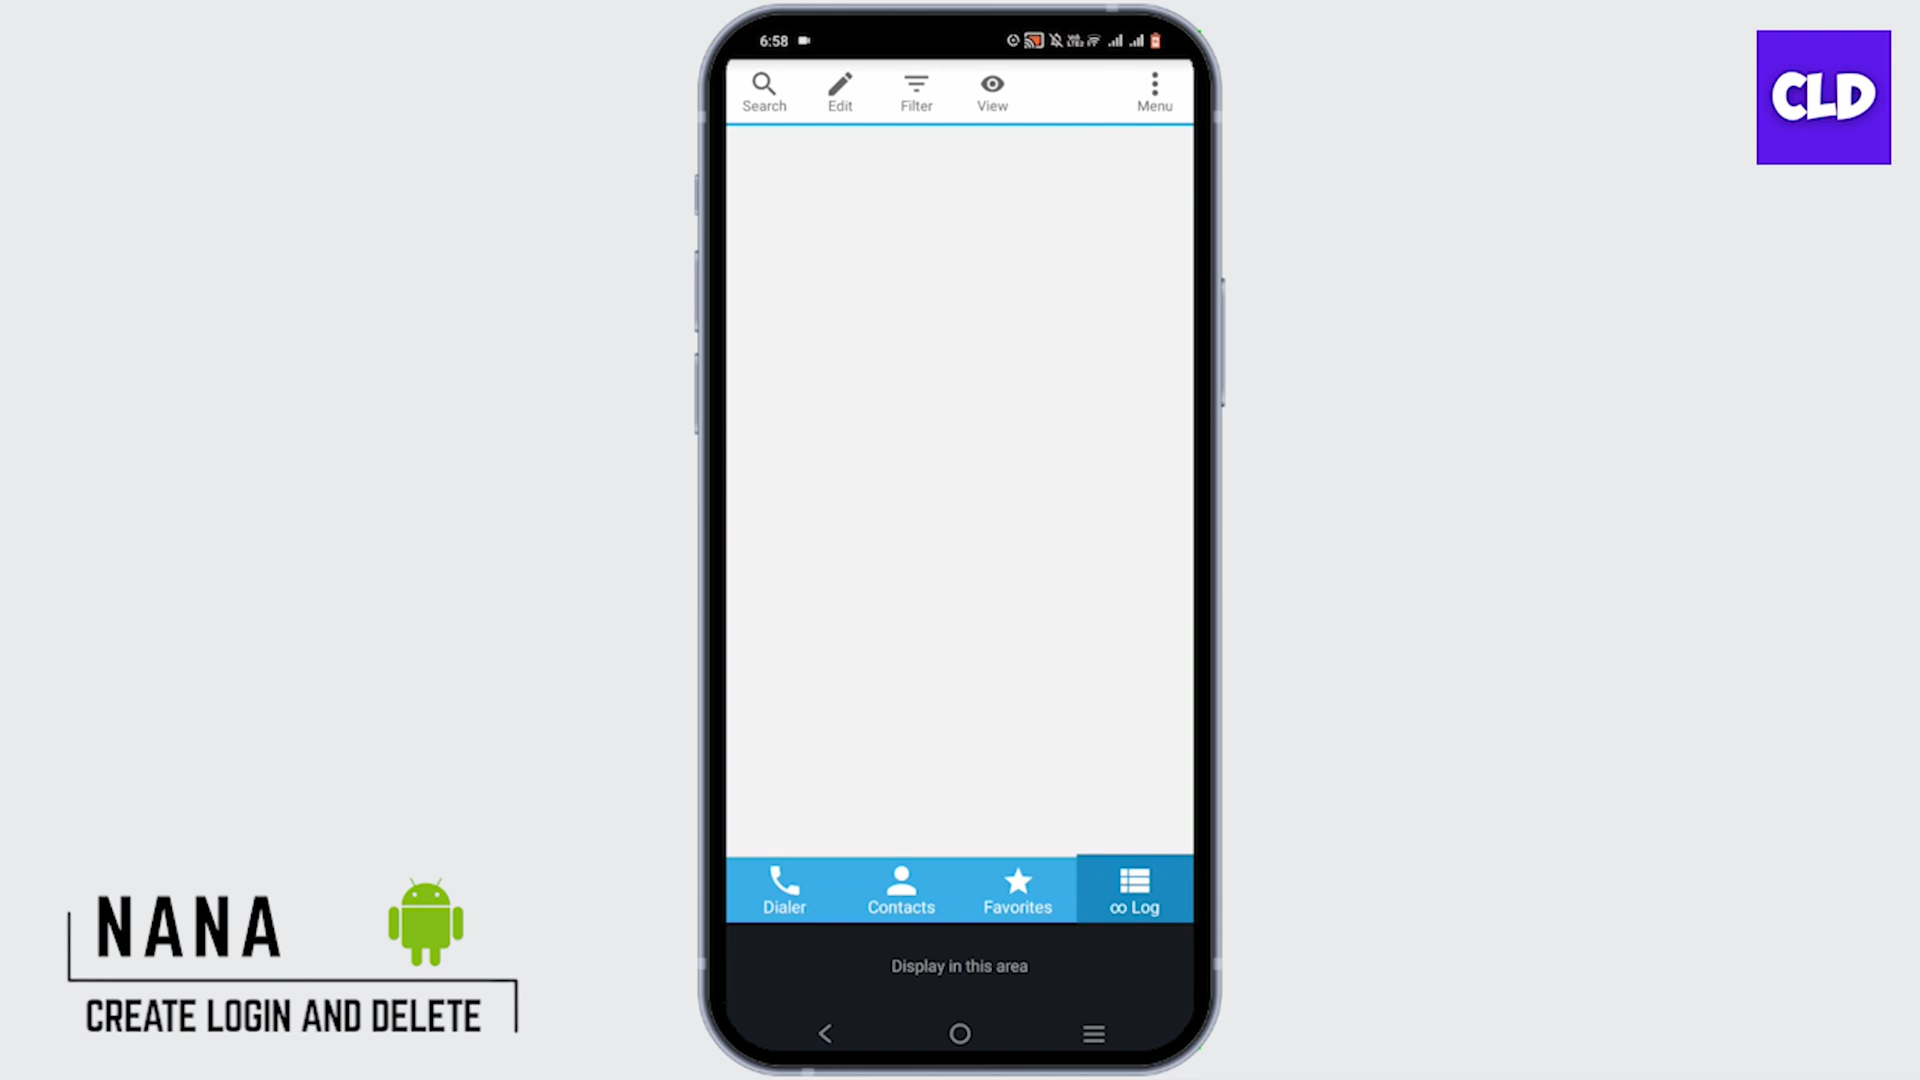 6:58
CLD
Search Edit Filter View Menu
Dialer Contacts Favorites ∞ Log
Display in this area
NANA
CREATE LOGIN AND DELETE